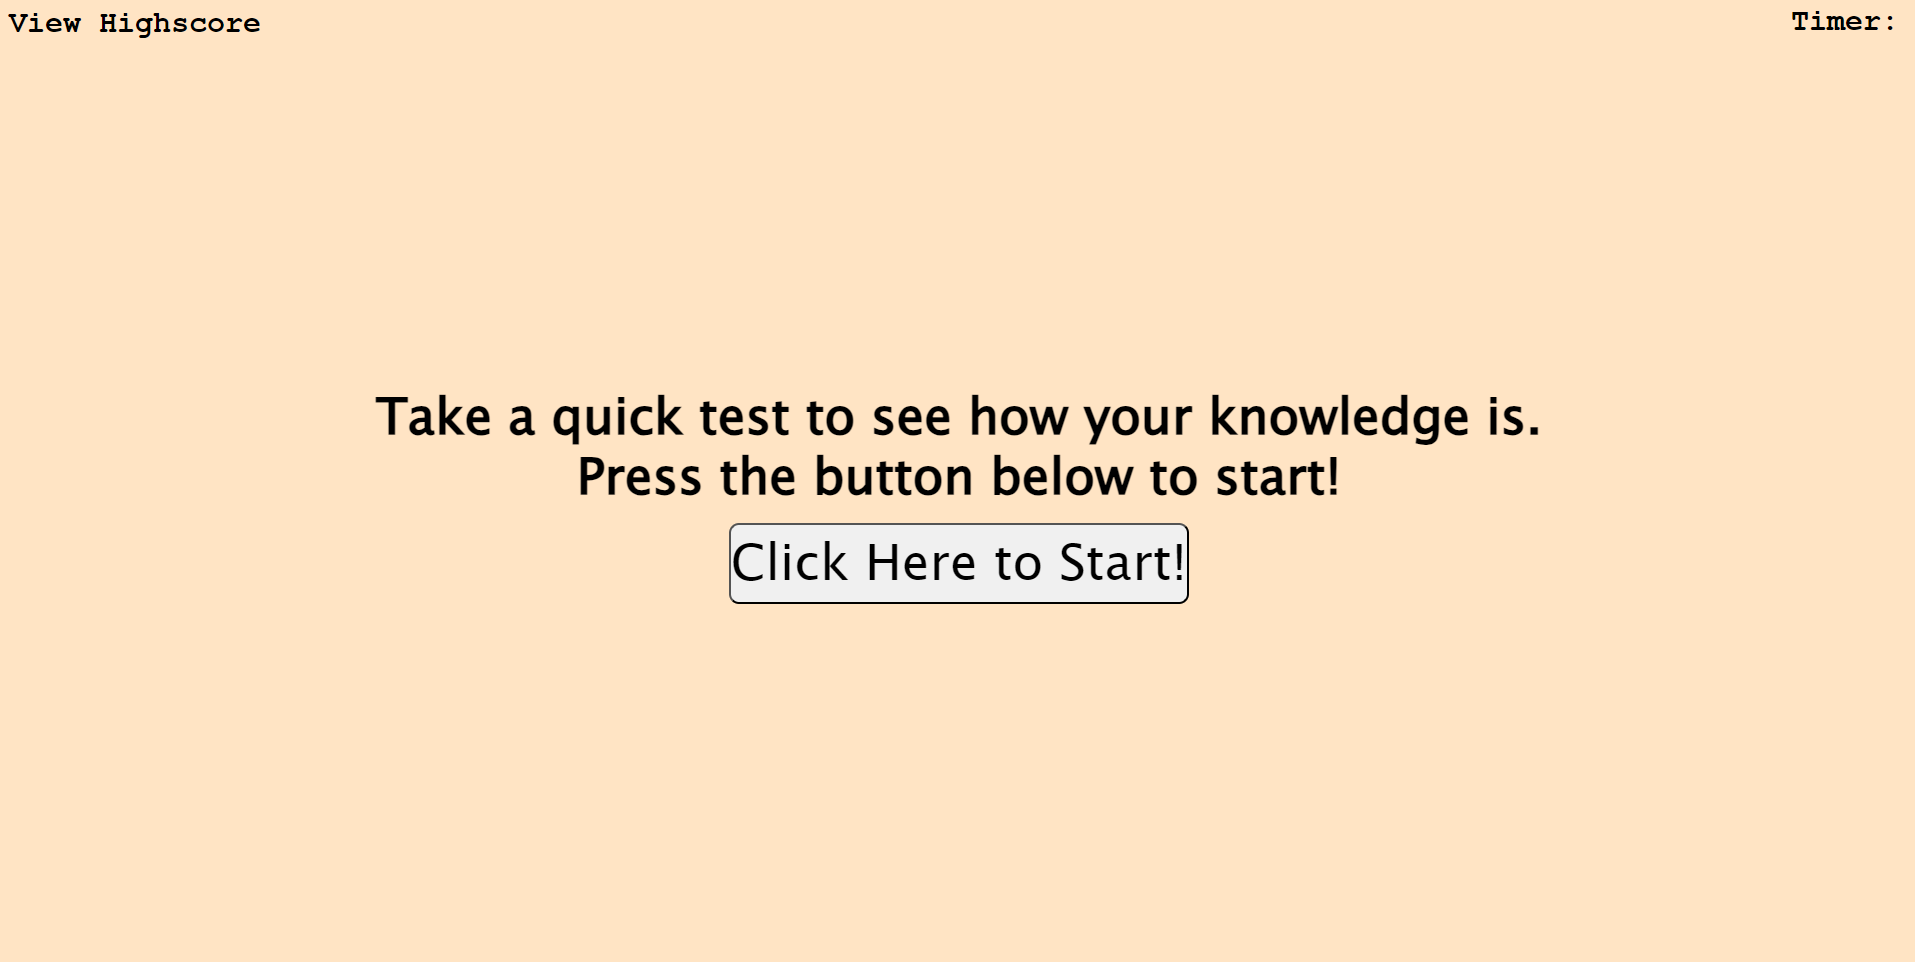 View Highscore
Timer:
Take a quick test to see how your knowledge is.
Press the button below to start!
Click Here to Start!